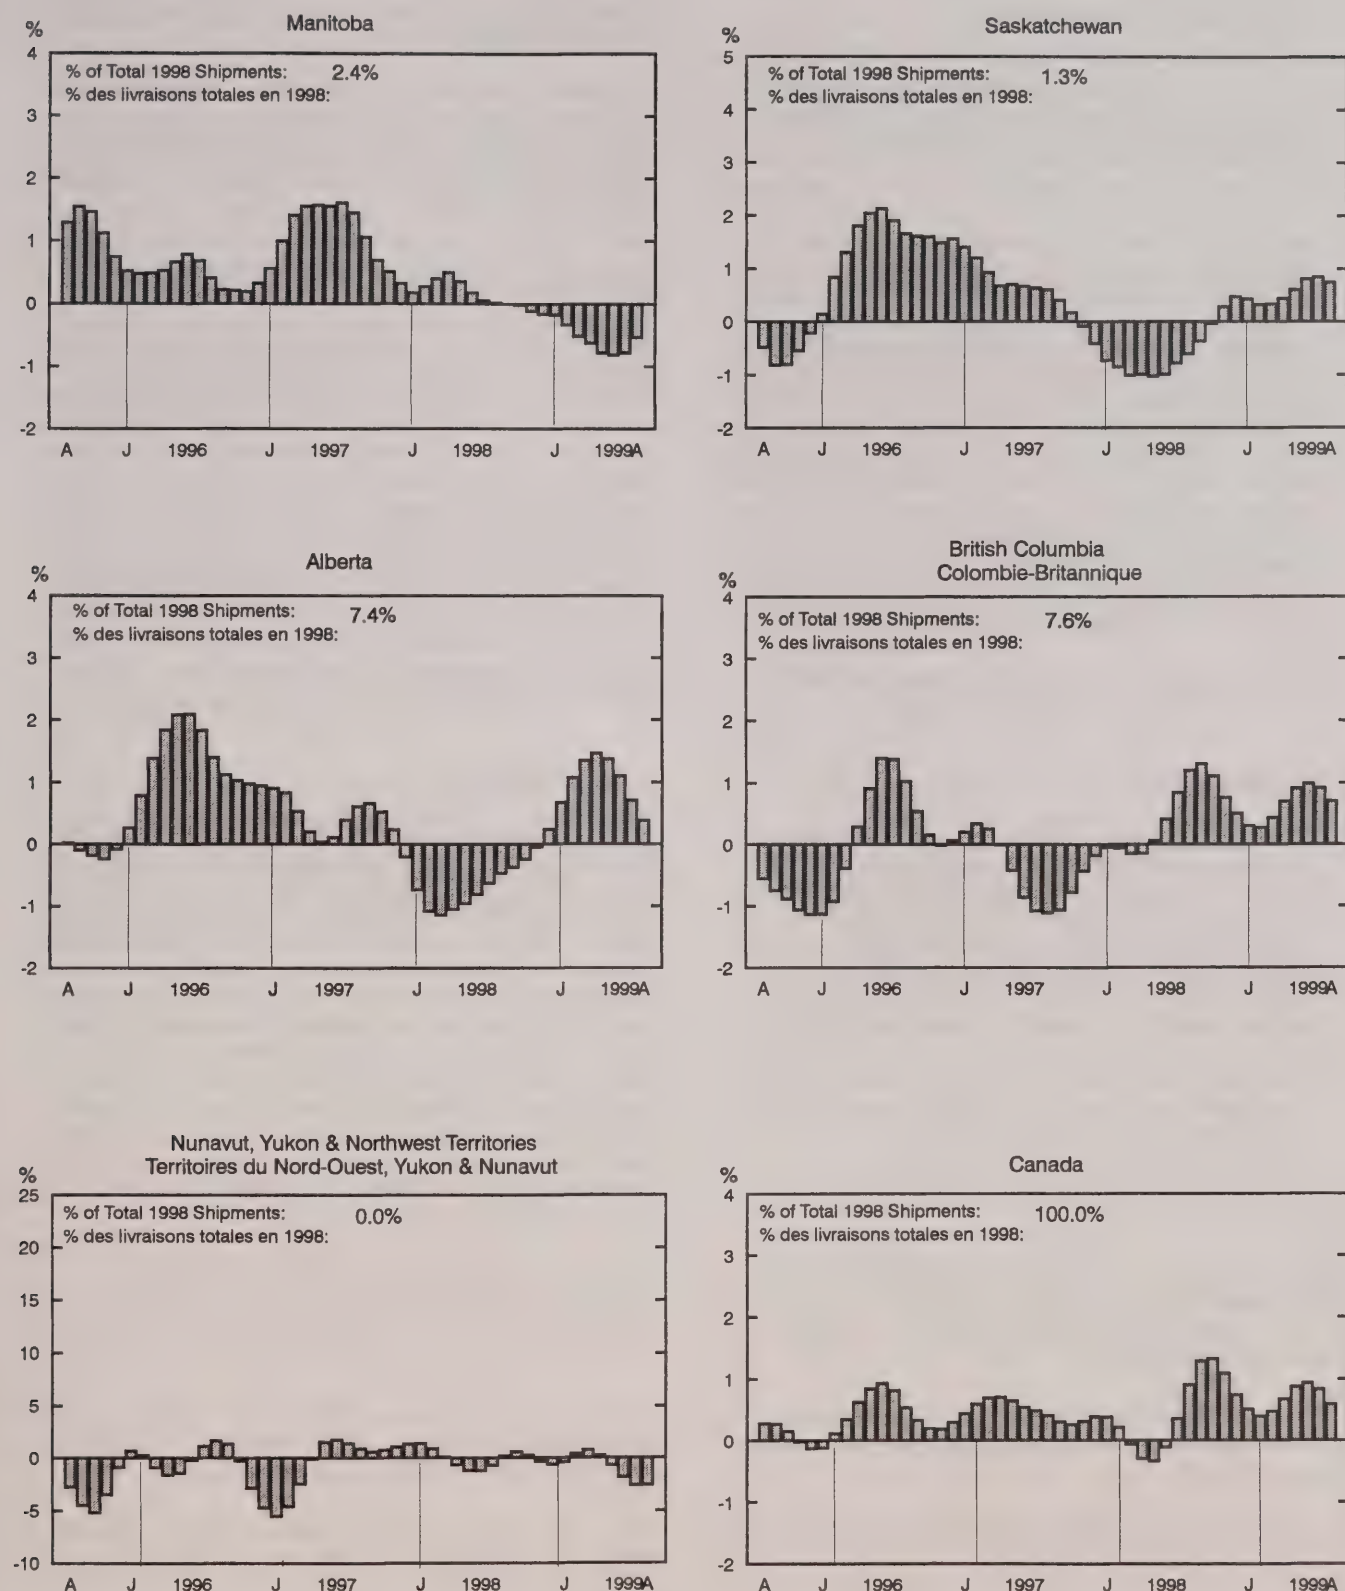 Manitoba
%
% of Total 1998 Shipments: 2.4%
% des livraisons totales en 1998:
4
3
2
1
0
-1
-2
A J 1996 J 1997 J 1998 J 1999A
Saskatchewan
%
% of Total 1998 Shipments: 1.3%
% des livraisons totales en 1998:
5
4
3
2
1
0
-1
-2
A J 1996 J 1997 J 1998 J 1999A
Alberta
%
% of Total 1998 Shipments: 7.4%
% des livraisons totales en 1998:
4
3
2
1
0
-1
-2
A J 1996 J 1997 J 1998 J 1999A
British Columbia
Colombie-Britannique
%
% of Total 1998 Shipments: 7.6%
% des livraisons totales en 1998:
4
3
2
1
0
-1
-2
A J 1996 J 1997 J 1998 J 1999A
Nunavut, Yukon & Northwest Territories
Territoires du Nord-Ouest, Yukon & Nunavut
%
% of Total 1998 Shipments: 0.0%
% des livraisons totales en 1998:
25
20
15
10
5
0
-5
-10
A J 1996 J 1997 J 1998 J 1999A
Canada
%
% of Total 1998 Shipments: 100.0%
% des livraisons totales en 1998:
4
3
2
1
0
-1
-2
A J 1996 J 1997 J 1998 J 1999A